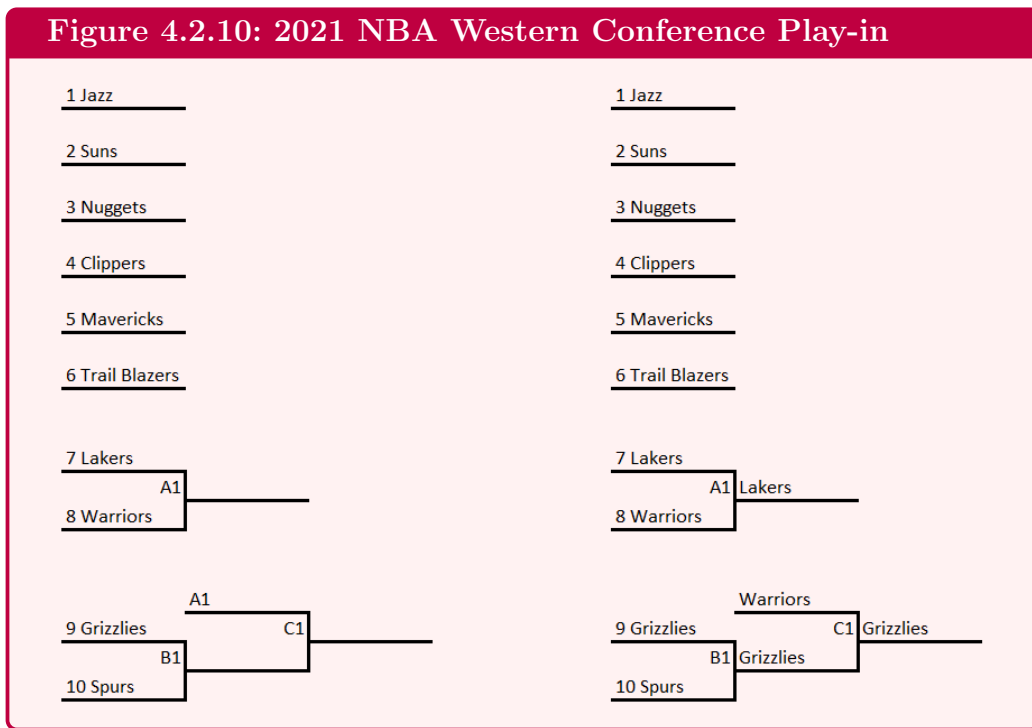 Figure 4.2.10: 2021 NBA Western Conference Play-in
1 Jazz
2 Suns
3 Nuggets
4 Clippers
5 Mavericks
6 Trail Blazers
7 Lakers
A1
8 Warriors
A1
9 Grizzlies
C1
B1
10 Spurs
1 Jazz
2 Suns
3 Nuggets
4 Clippers
5 Mavericks
6 Trail Blazers
7 Lakers
A1 Lakers
8 Warriors
Warriors
9 Grizzlies
C1 Grizzlies
B1 Grizzlies
10 Spurs